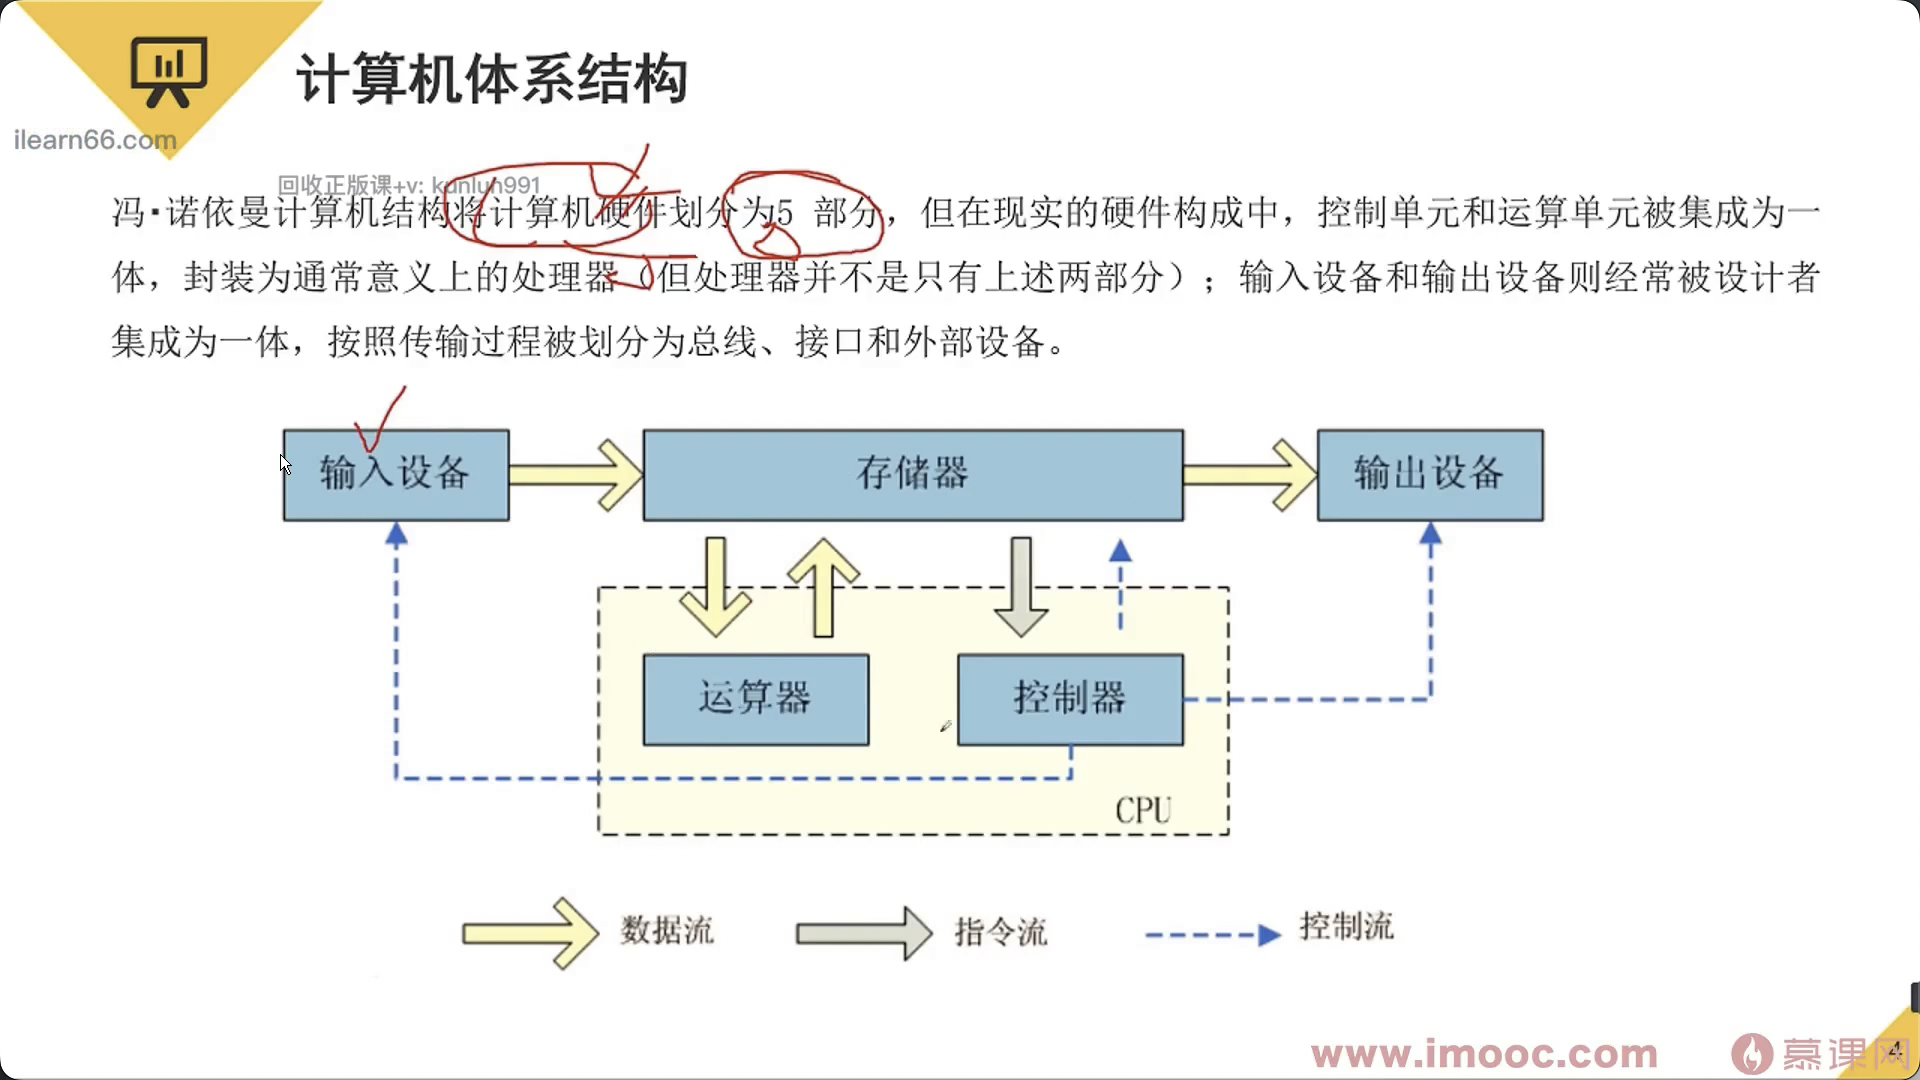 计算机体系结构
ilearn66.com
回收正版课+v: kunlun991
冯·诺依曼计算机结构将计算机硬件划分为5 部分，但在现实的硬件构成中，控制单元和运算单元被集成为一
体，封装为通常意义上的处理器（但处理器并不是只有上述两部分）；输入设备和输出设备则经常被设计者
集成为一体，按照传输过程被划分为总线、接口和外部设备。
输入设备
存储器
输出设备
运算器
控制器
CPU
数据流
指令流
控制流
www.imooc.com
慕课网
4